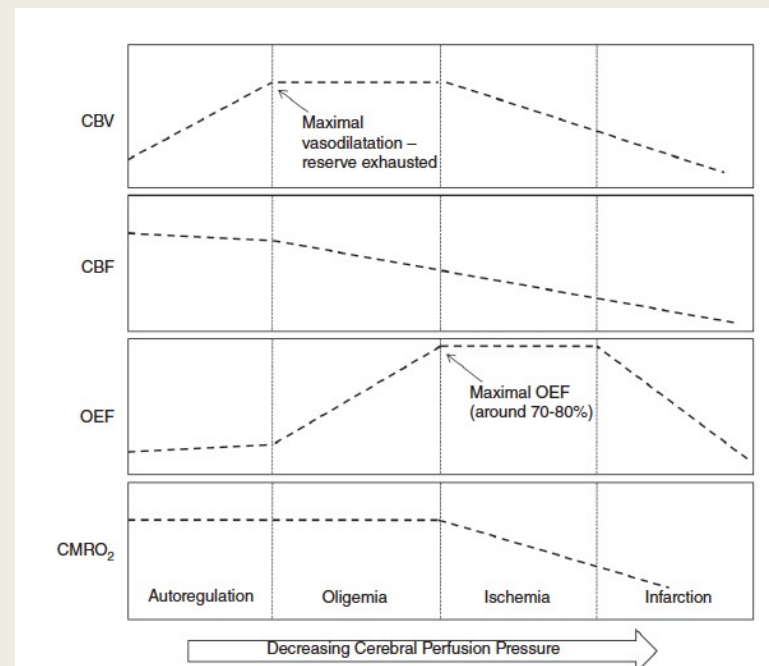 CBV
Maximal
vasodilatation –
reserve exhausted
CBF
OEF
Maximal OEF
(around 70-80%)
CMRO₂
Autoregulation
Oligemia
Ischemia
Infarction
Decreasing Cerebral Perfusion Pressure